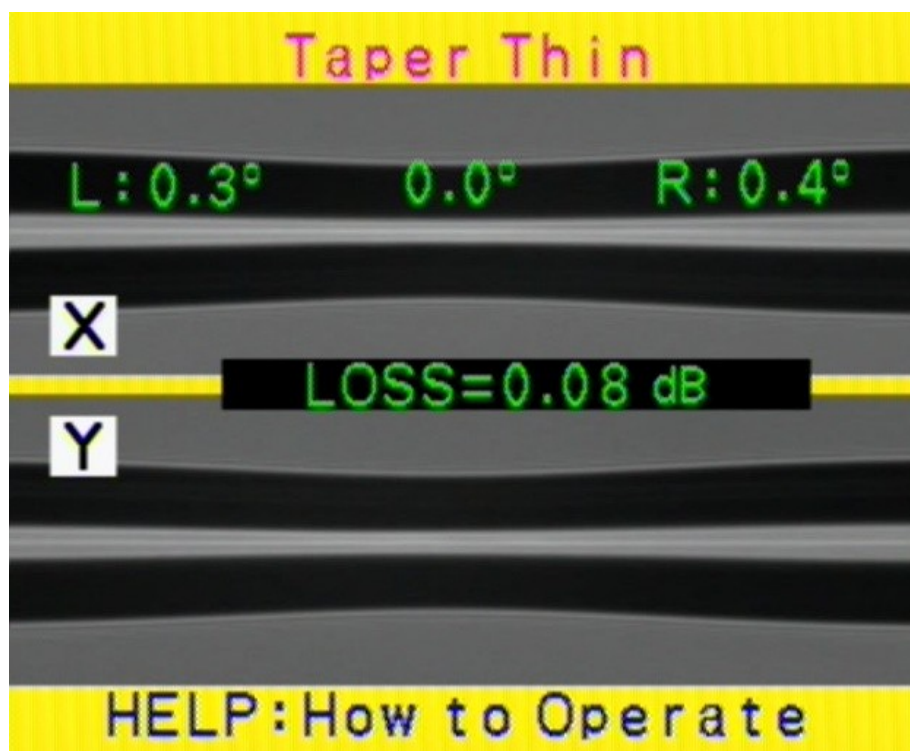 Taper Thin
L:0.3° 0.0° R:0.4°
X
LOSS=0.08 dB
Y
HELP:How to Operate